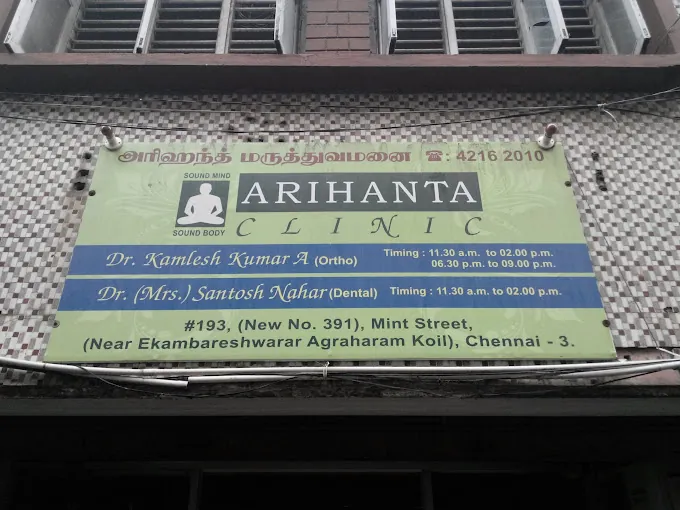 அரிஹந்த் மருத்துவமனை ☎: 4216 2010
SOUND MIND
SOUND BODY
ARIHANTA
CLINIC
Dr. Kamlesh Kumar A (Ortho) Timing : 11.30 a.m. to 02.00 p.m.
06.30 p.m. to 09.00 p.m.
Dr. (Mrs.) Santosh Nahar (Dental) Timing : 11.30 a.m. to 02.00 p.m.
#193, (New No. 391), Mint Street,
(Near Ekambareshwarar Agraharam Koil), Chennai - 3.